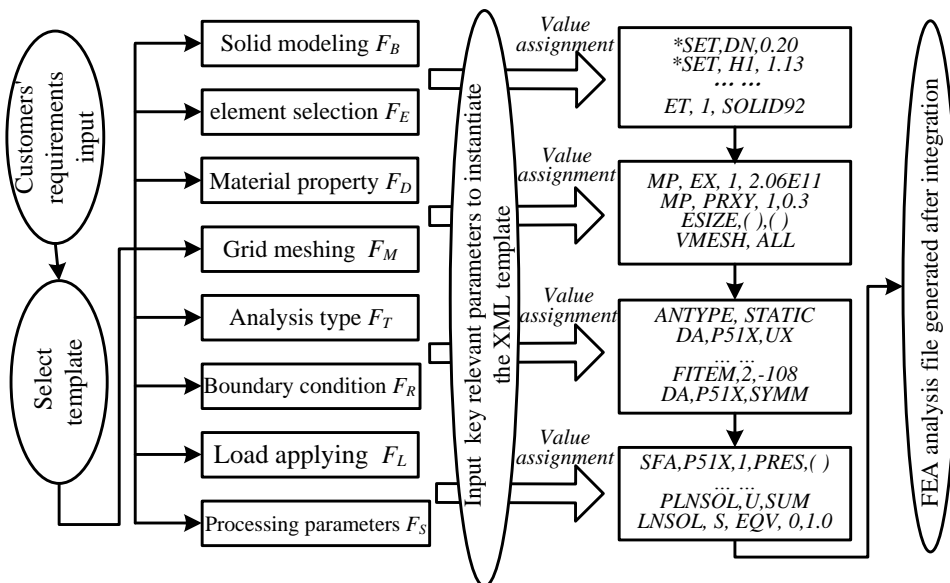 Customers'
requirements
input
Select
template
Solid modeling F_B
element selection F_E
Material property F_D
Grid meshing F_M
Analysis type F_T
Boundary condition F_R
Load applying F_L
Processing parameters F_S
Input key relevant parameters to instantiate
the XML template
Value
assignment
*SET,DN,0.20
*SET, H1, 1.13
... ...
ET, 1, SOLID92
Value
assignment
MP, EX, 1, 2.06E11
MP, PRXY, 1,0.3
ESIZE,( ),( )
VMESH, ALL
Value
assignment
ANTYPE, STATIC
DA,P51X,UX
... ...
FITEM,2,-108
DA,P51X,SYMM
Value
assignment
SFA,P51X,1,PRES,( )
... ...
PLNSOL,U,SUM
LNSOL, S, EQV, 0,1.0
FEA analysis file generated after integration